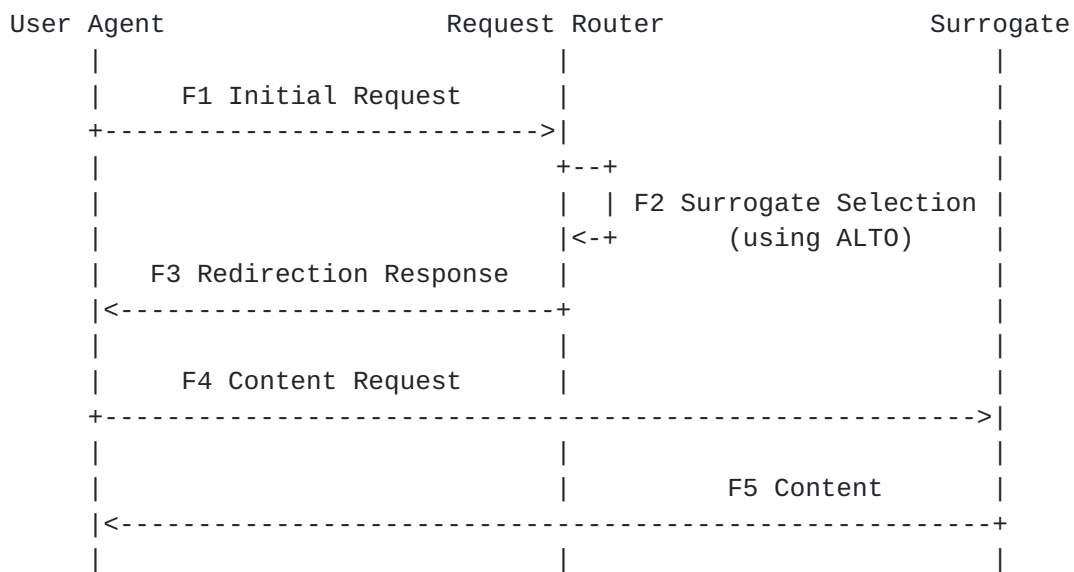 User Agent Request Router Surrogate
F1 Initial Request
F2 Surrogate Selection
(using ALTO)
F3 Redirection Response
F4 Content Request
F5 Content